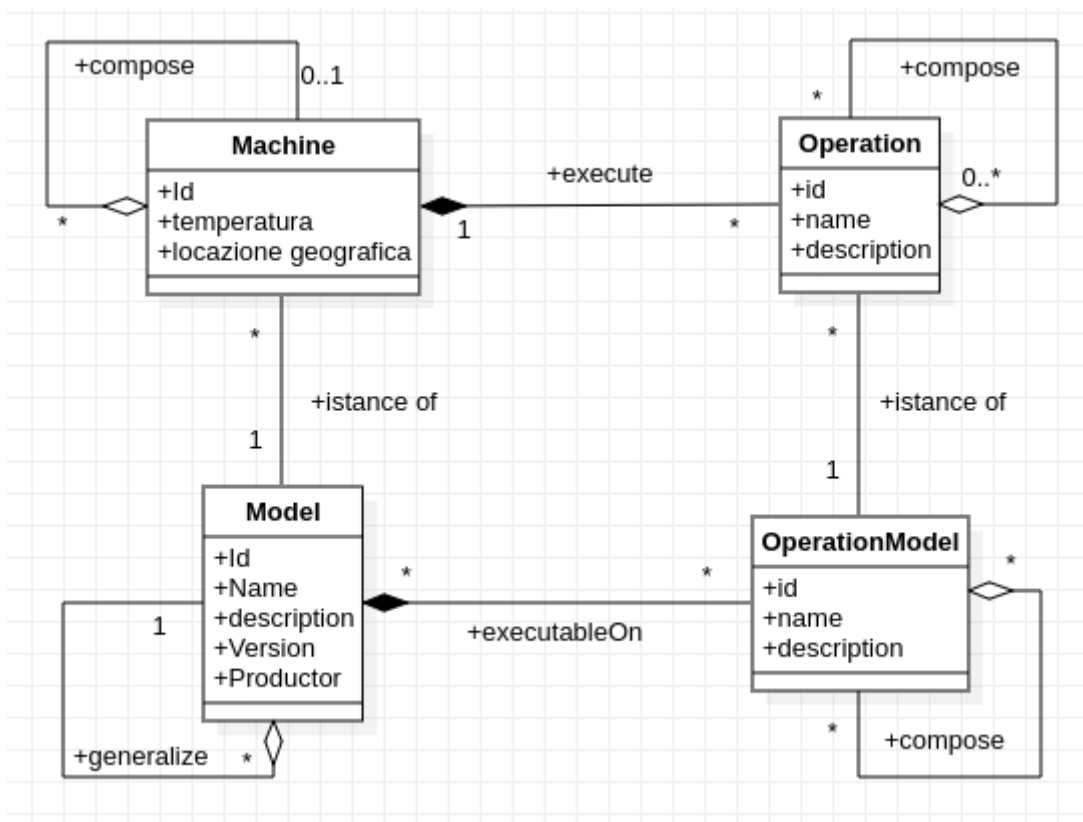 +compose
0..1
*
Machine
+Id
+temperatura
+locazione geografica
+execute
1
*
+compose
*
0..*
Operation
+id
+name
+description
*
+istance of
1
*
+istance of
1
Model
+Id
+Name
+description
+Version
+Productor
1
+generalize
*
*
*
+executableOn
OperationModel
+id
+name
+description
*
*
+compose